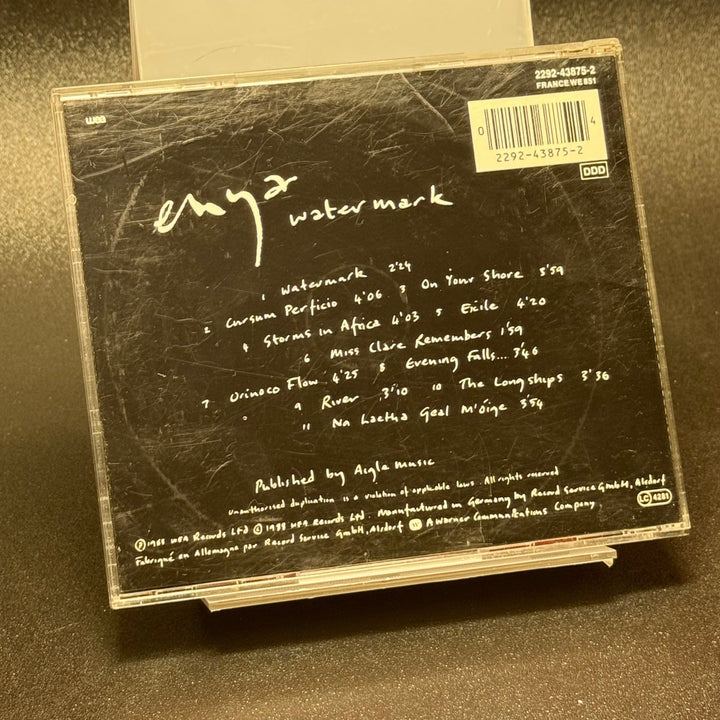 2292-43875-2
FRANCE WE 851
wea
0 4
2292-43875-2
DDD
enya watermark
1 Watermark 2'24
2 Cursum Perficio 4'06 3 On Your Shore 3'59
4 Storms in Africa 4'03 5 Exile 4'20
6 Miss Clare Remembers 1'59
7 Orinoco Flow 4'25 8 Evening Falls... 3'46
9 River 3'10 10 The Longships 3'36
11 Na Laetha Geal M'óige 3'54
Published by Aigle Music
Unauthorised duplication is a violation of applicable laws. All rights reserved
℗ 1988 WEA Records LTD © 1988 WEA Records Ltd. Manufactured in Germany by Record Service GmbH, Alsdorf
LC 4281
Fabriqué en Allemagne par Record Service GmbH, Alsdorf A Warner Communications Company.